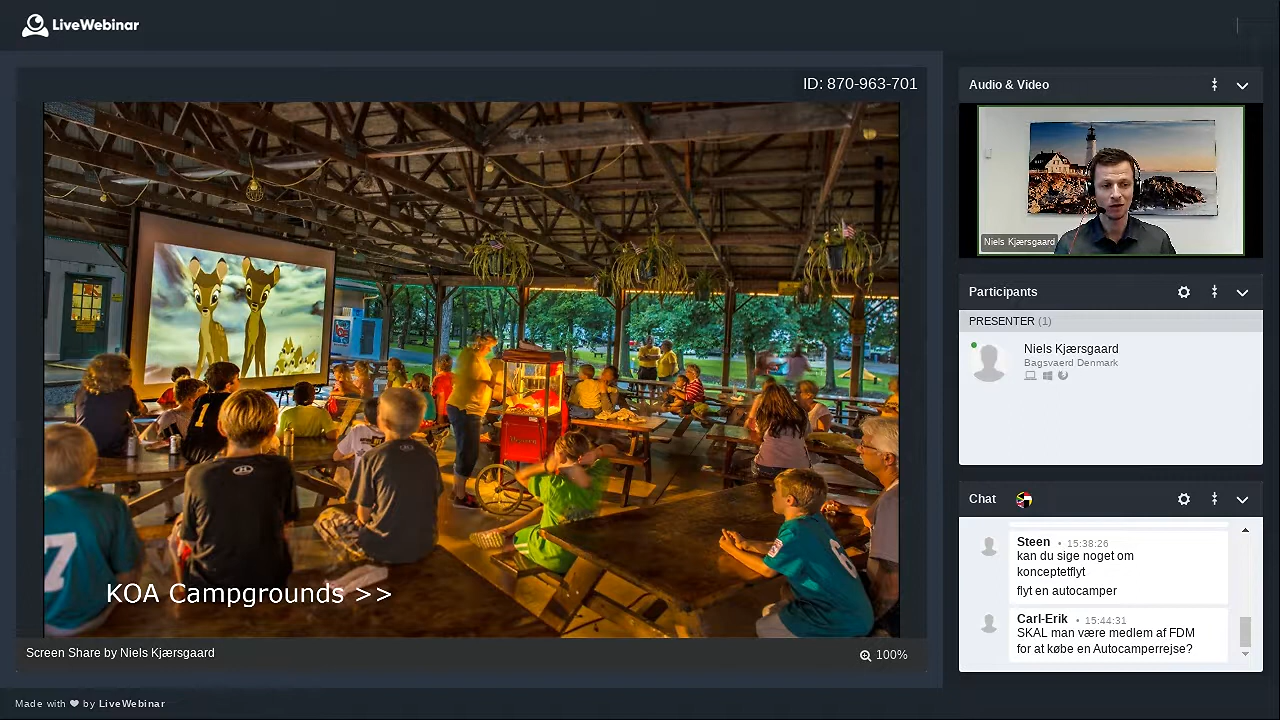 LiveWebinar
ID: 870-963-701
KOA Campgrounds >>
Screen Share by Niels Kjærsgaard
100%
Audio & Video
Niels Kjærsgaard
Participants
PRESENTER (1)
Niels Kjærsgaard
Bagsvaerd Denmark
Chat
Steen • 15:38:26
kan du sige noget om
konceptetflyt
flyt en autocamper
Carl-Erik • 15:44:31
SKAL man være medlem af FDM
for at købe en Autocamperrejse?
7
6
Made with ❤ by LiveWebinar